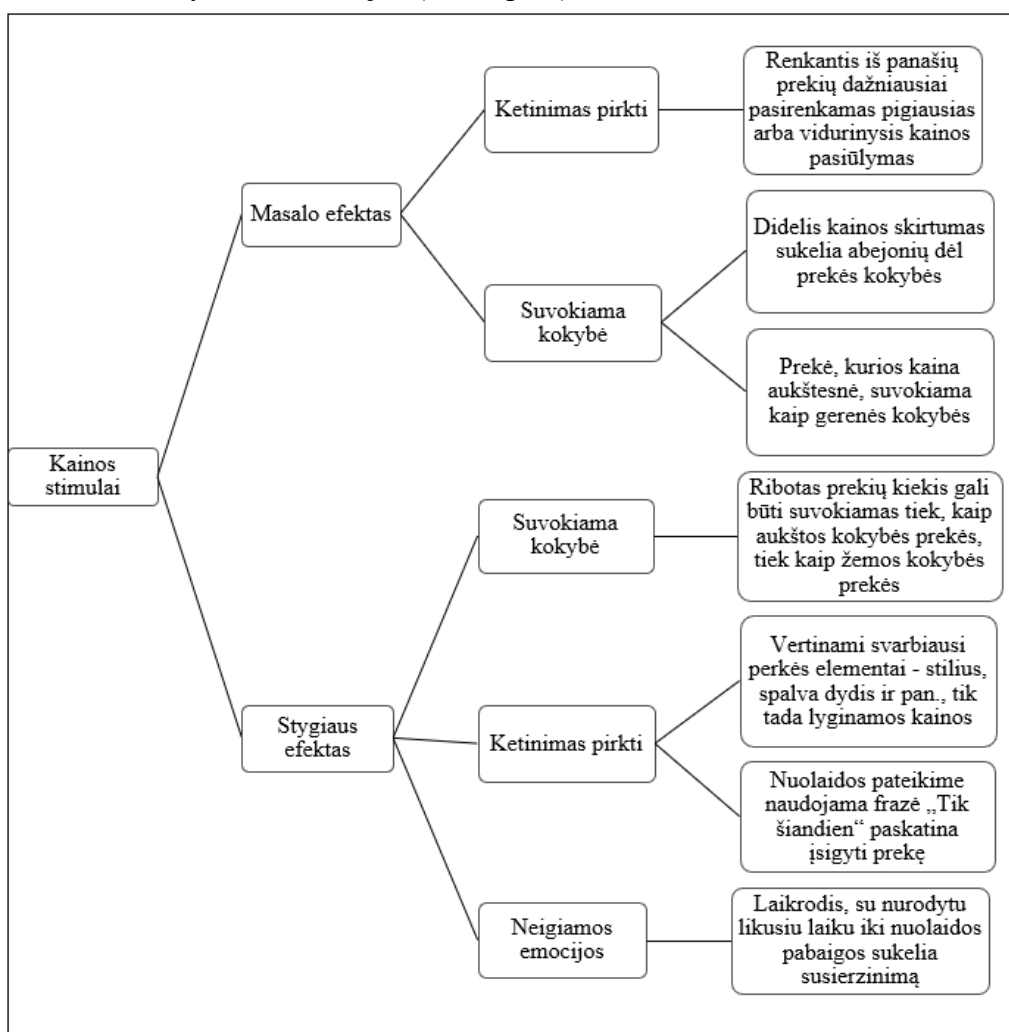 Kainos
stimulai
Masalo efektas
Ketinimas pirkti
Renkantis iš panašių
prekių dažniausiai
pasirenkamas pigiausias
arba vidurinysis kainos
pasiūlymas
Suvokiama
kokybė
Didelis kainos skirtumas
sukelia abejonių dėl
prekės kokybės
Prekė, kurios kaina
aukštesnė, suvokiama
kaip gerenės kokybės
Stygiaus
efektas
Suvokiama
kokybė
Ribotas prekių kiekis gali
būti suvokiamas tiek, kaip
aukštos kokybės prekės,
tiek kaip žemos kokybės
prekės
Ketinimas pirkti
Vertinami svarbiausi
perkės elementai - stilius,
spalva dydis ir pan., tik
tada lyginamos kainos
Nuolaidos pateikime
naudojama frazė „Tik
šiandien“ paskatina
įsigyti prekę
Neigiamos
emocijos
Laikrodis, su nurodytu
likusiu laiku iki nuolaidos
pabaigos sukelia
susierzinimą